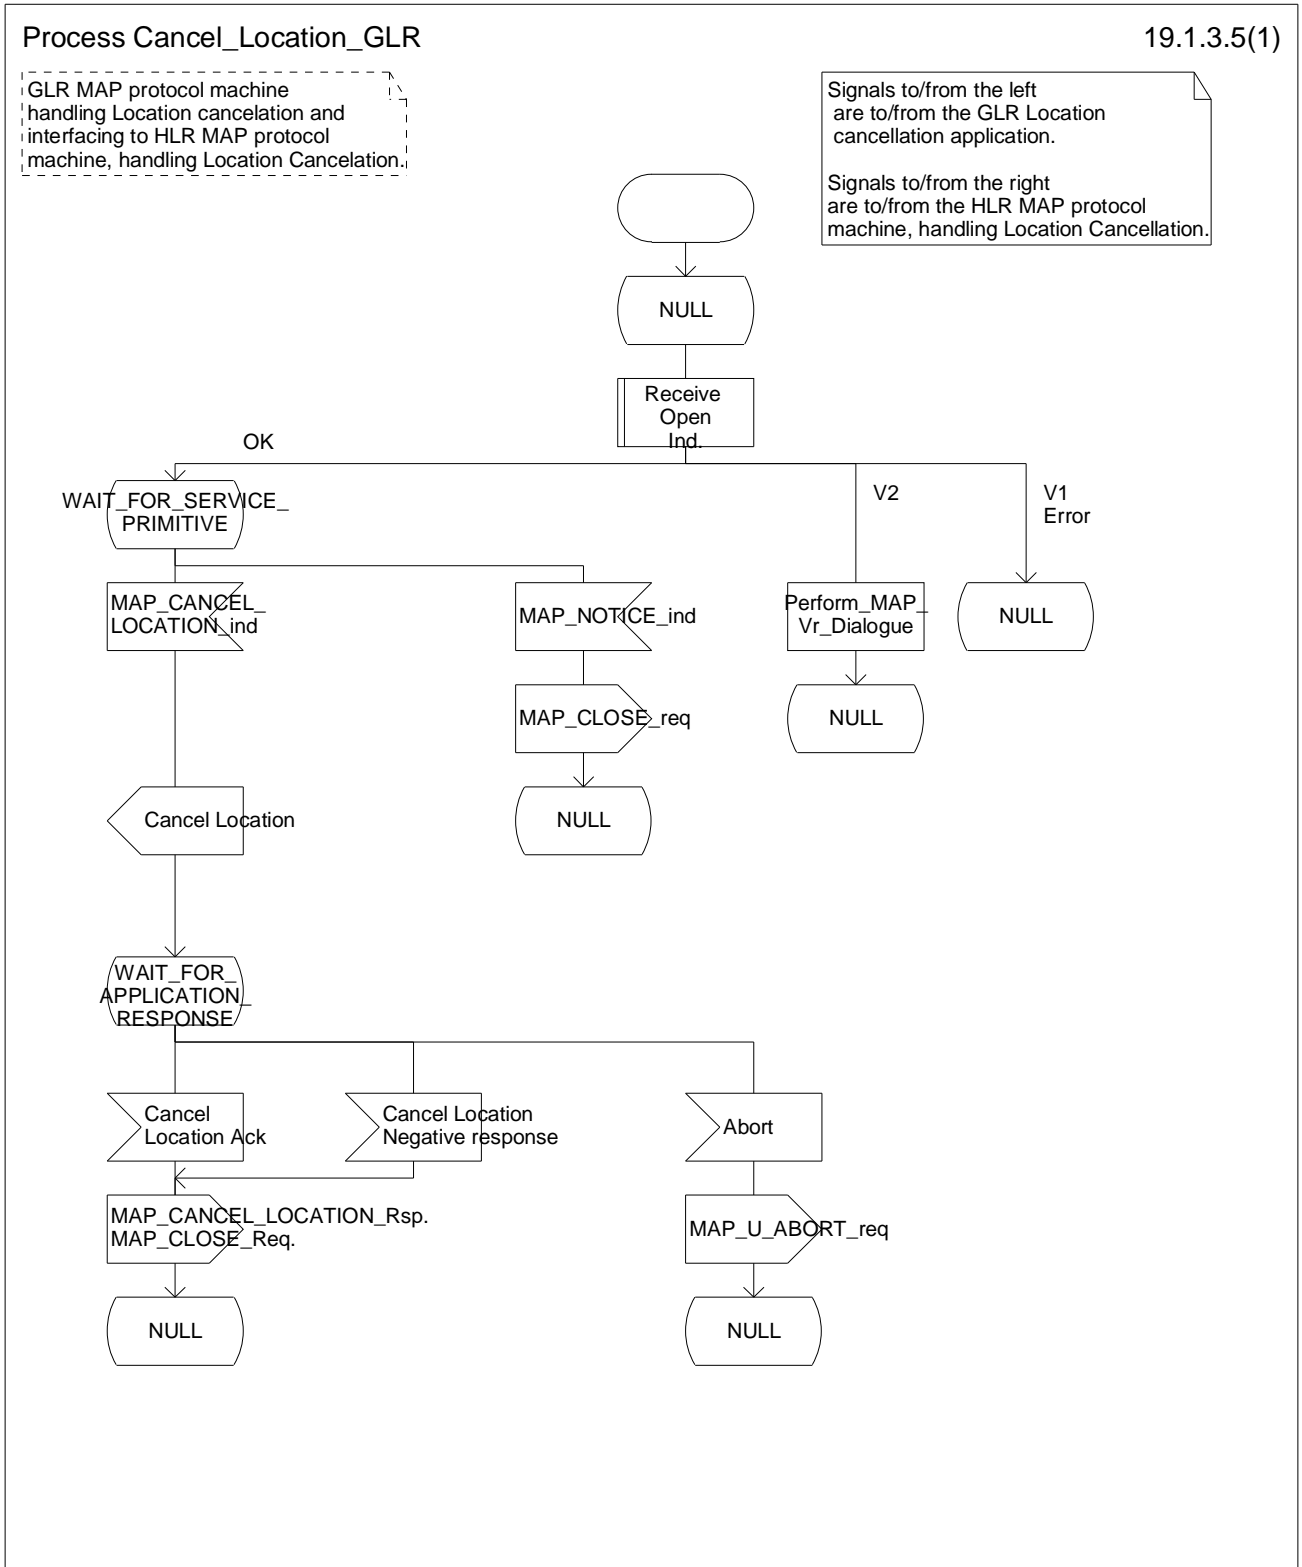 Process Cancel_Location_GLR
19.1.3.5(1)
GLR MAP protocol machine
handling Location cancelation and
interfacing to HLR MAP protocol
machine, handling Location Cancelation.
Signals to/from the left
are to/from the GLR Location
cancellation application.
Signals to/from the right
are to/from the HLR MAP protocol
machine, handling Location Cancellation.
NULL
Receive
Open
Ind.
OK
V2
V1
Error
WAIT_FOR_SERVICE_
PRIMITIVE
MAP_CANCEL_
LOCATION_ind
MAP_NOTICE_ind
Perform_MAP_
Vr_Dialogue
NULL
MAP_CLOSE_req
NULL
Cancel Location
NULL
WAIT_FOR_
APPLICATION_
RESPONSE
Cancel
Location Ack
Cancel Location
Negative response
Abort
MAP_CANCEL_LOCATION_Rsp.
MAP_CLOSE_Req.
MAP_U_ABORT_req
NULL
NULL